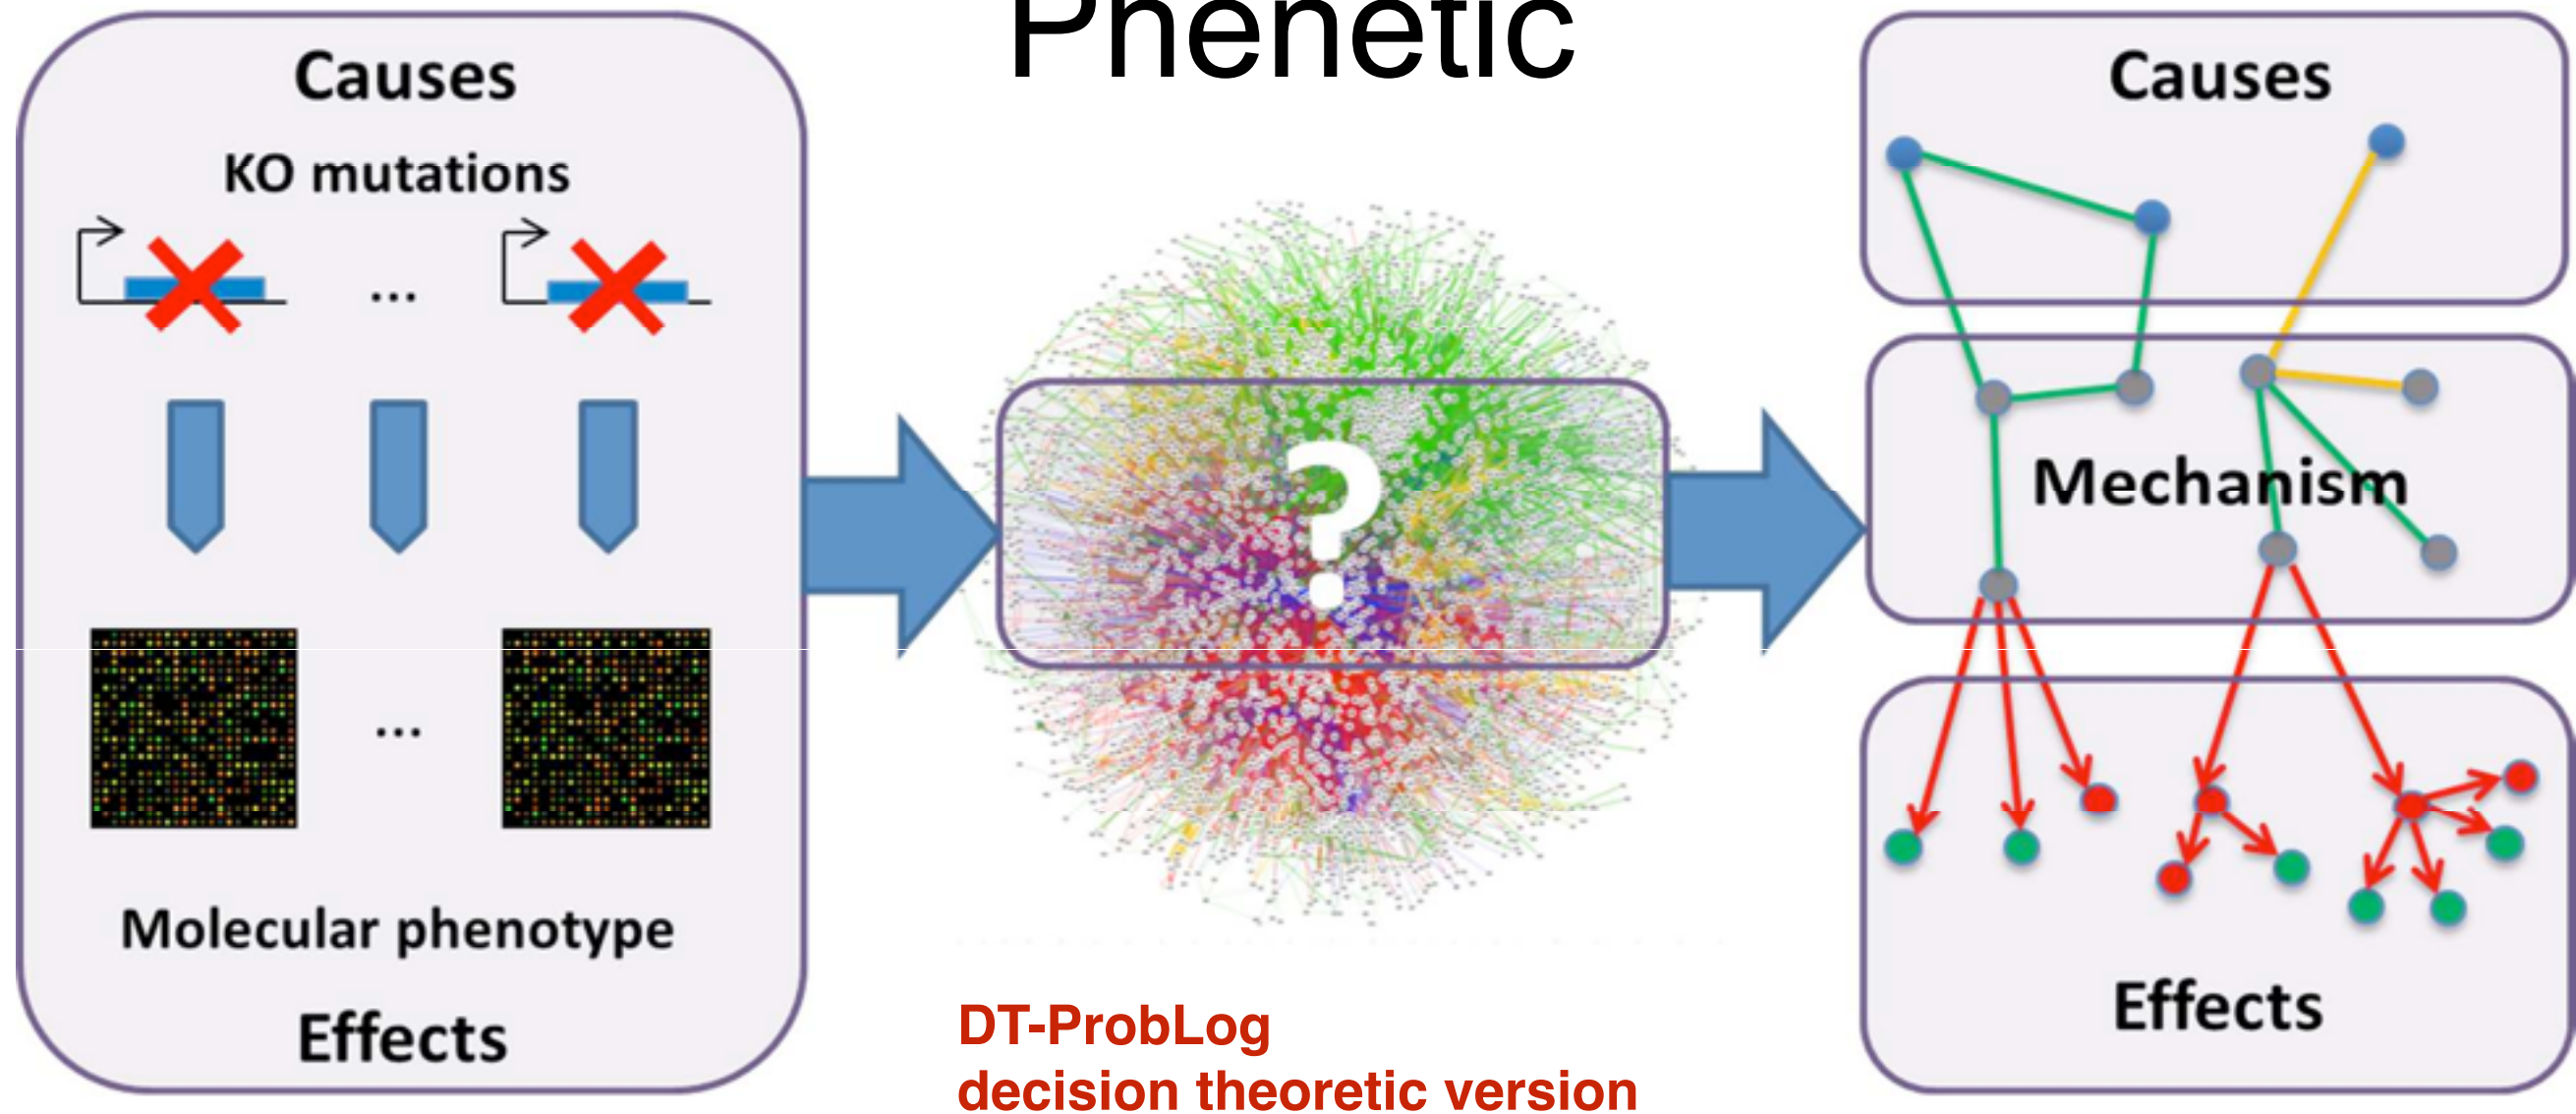 Phenetic
Causes
KO mutations
...
...
Molecular phenotype
Effects
?
DT-ProbLog
decision theoretic version
Causes
Mechanism
Effects